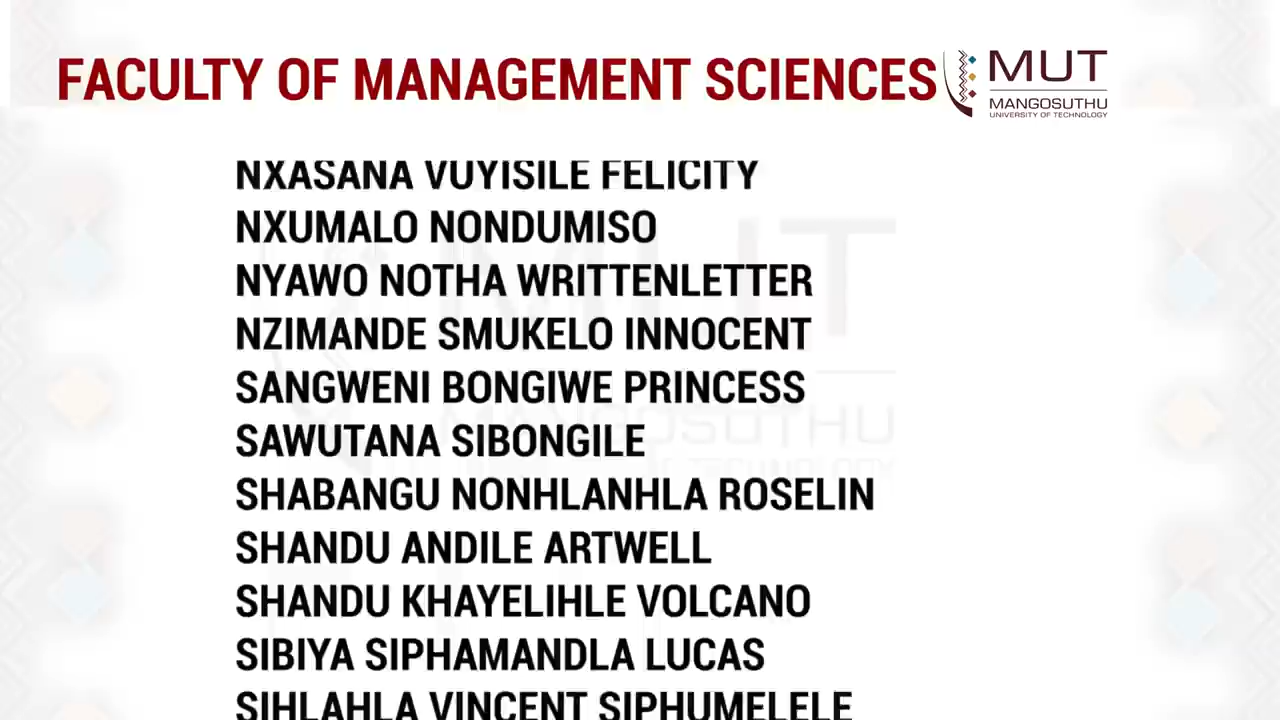 FACULTY OF MANAGEMENT SCIENCES
MUT
MANGOSUTHU
UNIVERSITY OF TECHNOLOGY
NXASANA VUYISILE FELICITY
NXUMALO NONDUMISO
NYAWO NOTHA WRITTENLETTER
NZIMANDE SMUKELO INNOCENT
SANGWENI BONGIWE PRINCESS
SAWUTANA SIBONGILE
SHABANGU NONHLANHLA ROSELIN
SHANDU ANDILE ARTWELL
SHANDU KHAYELIHLE VOLCANO
SIBIYA SIPHAMANDLA LUCAS
SIHLAHLA VINCENT SIPHUMELELE